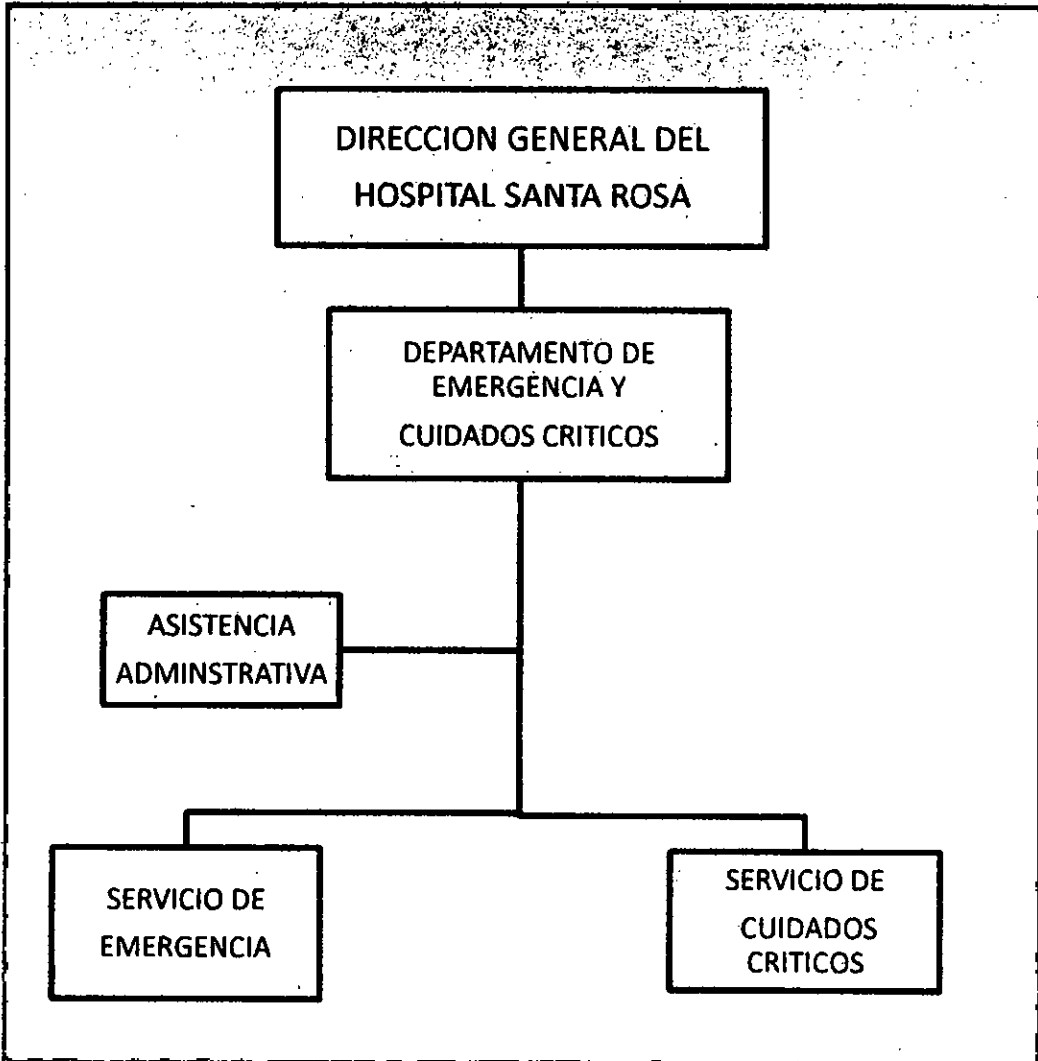 DIRECCION GENERAL DEL
HOSPITAL SANTA ROSA
DEPARTAMENTO DE
EMERGENCIA Y
CUIDADOS CRITICOS
ASISTENCIA
ADMINSTRATIVA
SERVICIO DE
EMERGENCIA
SERVICIO DE
CUIDADOS
CRITICOS